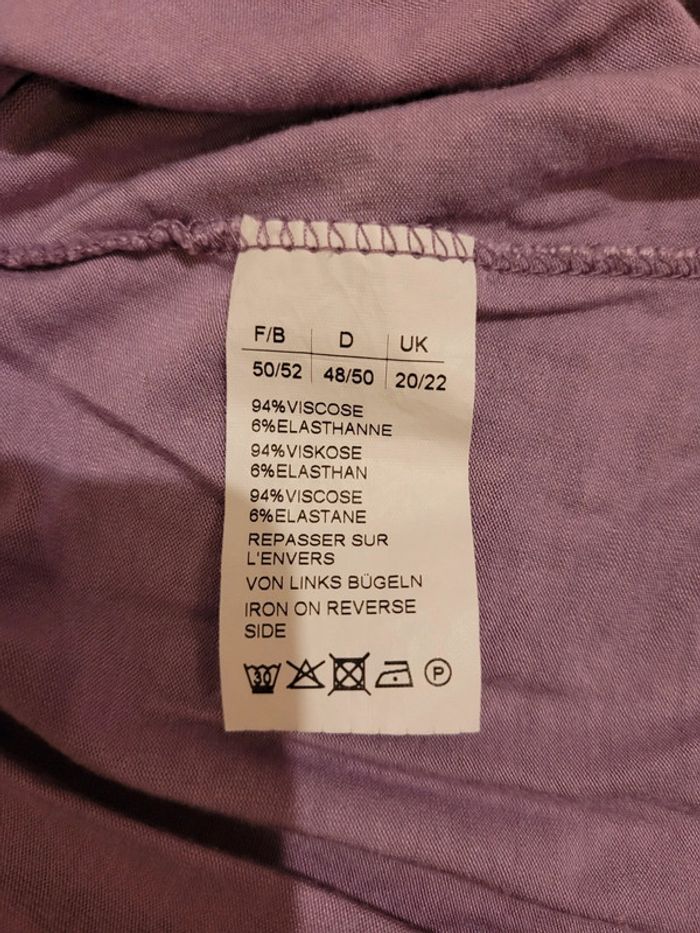 F/B D UK
50/52 48/50 20/22
94%VISCOSE
6%ELASTHANNE
94%VISKOSE
6%ELASTHAN
94%VISCOSE
6%ELASTANE
REPASSER SUR
L'ENVERS
VON LINKS BÜGELN
IRON ON REVERSE
SIDE
30 P